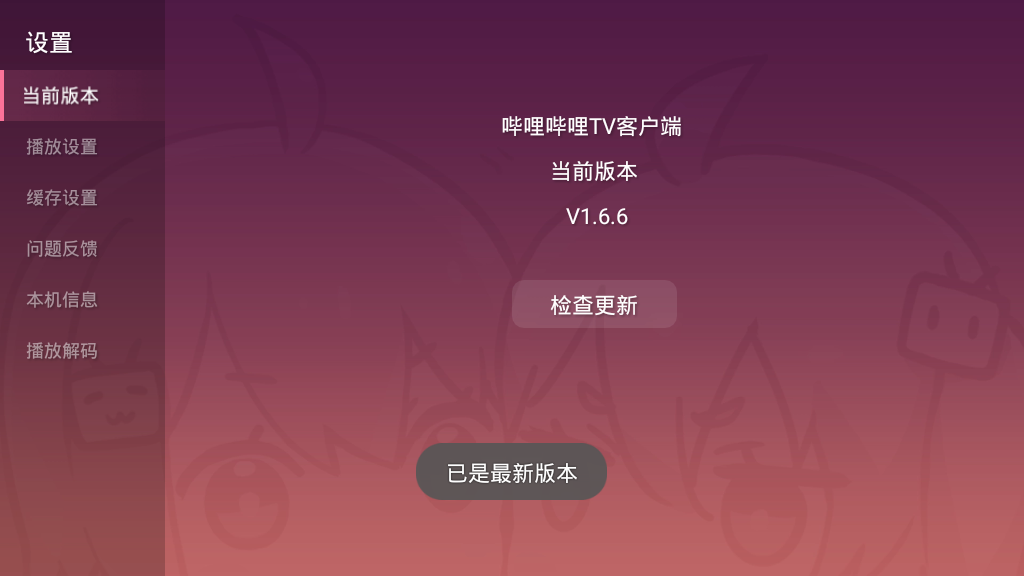 设置
当前版本
播放设置
缓存设置
问题反馈
本机信息
播放解码
哔哩哔哩TV客户端
当前版本
V1.6.6
检查更新
已是最新版本